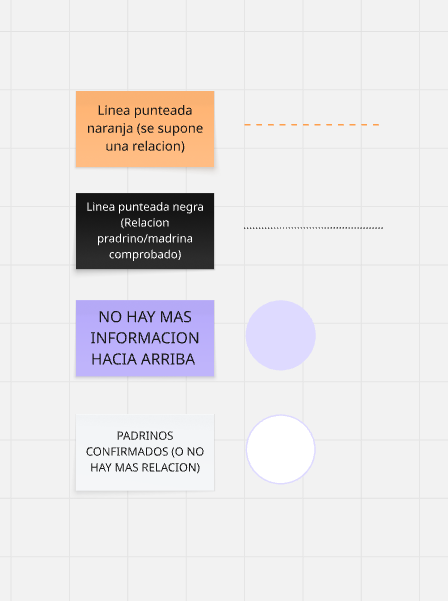 Linea punteada
naranja (se supone
una relacion)
Linea punteada negra
(Relacion
pradrino/madrina
comprobado)
NO HAY MAS
INFORMACION
HACIA ARRIBA
PADRINOS
CONFIRMADOS (O NO
HAY MAS RELACION)